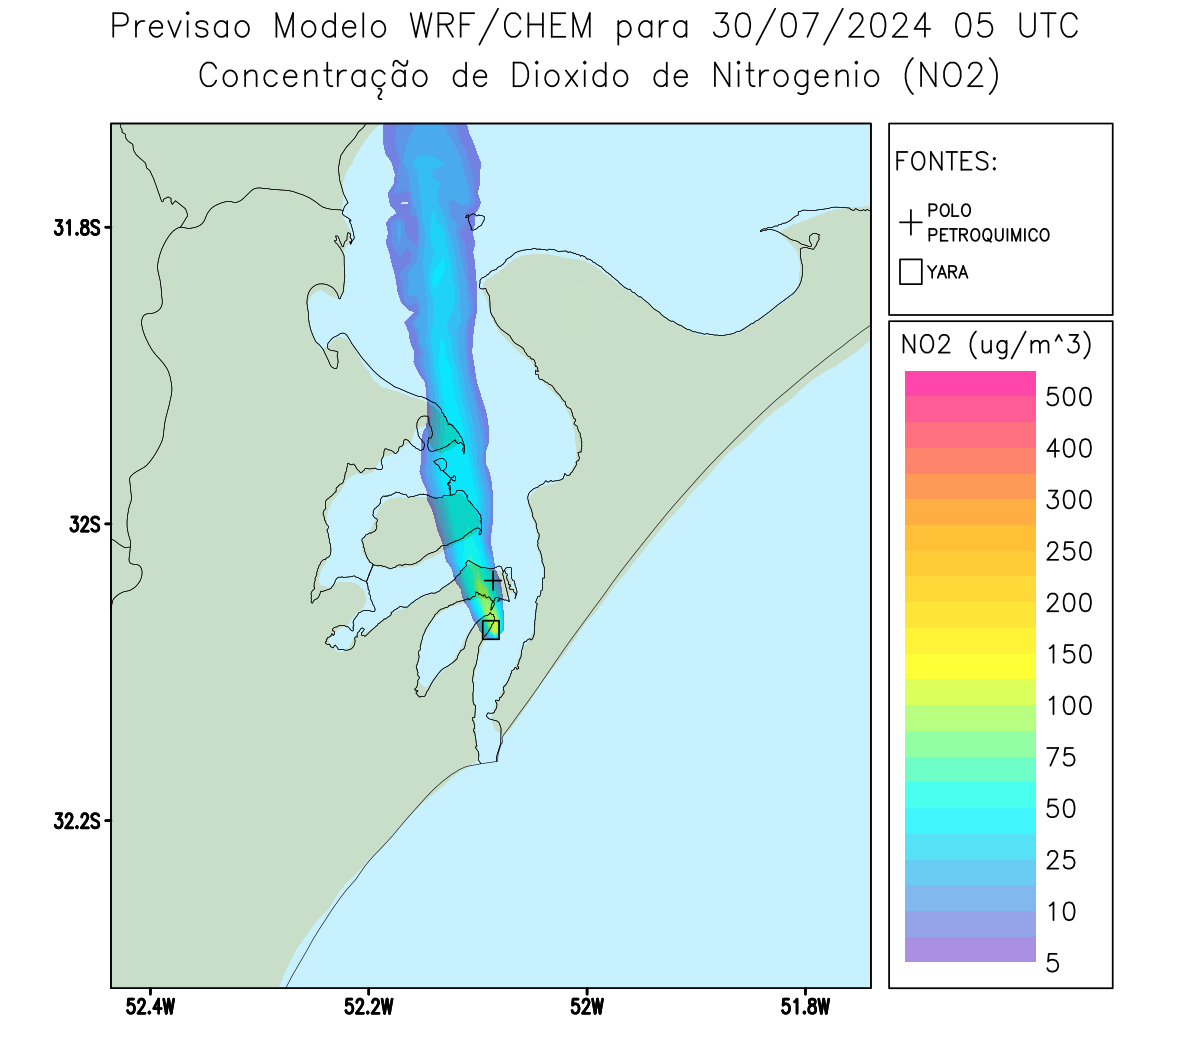 Previsao Modelo WRF/CHEM para 30/07/2024 05 UTC
Concentração de Dioxido de Nitrogenio (NO2)
FONTES:
POLO
PETROQUIMICO
YARA
31.8S
32S
32.2S
52.4W
52.2W
52W
51.8W
NO2 (ug/m^3)
500
400
300
250
200
150
100
75
50
25
10
5